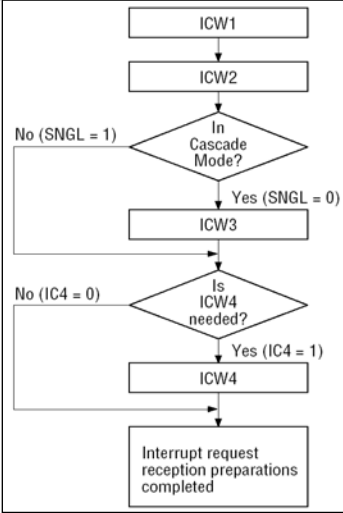 ICW1
ICW2
In
Cascade
Mode?
No (SNGL = 1)
Yes (SNGL = 0)
ICW3
Is
ICW4
needed?
No (IC4 = 0)
Yes (IC4 = 1)
ICW4
Interrupt request
reception preparations
completed